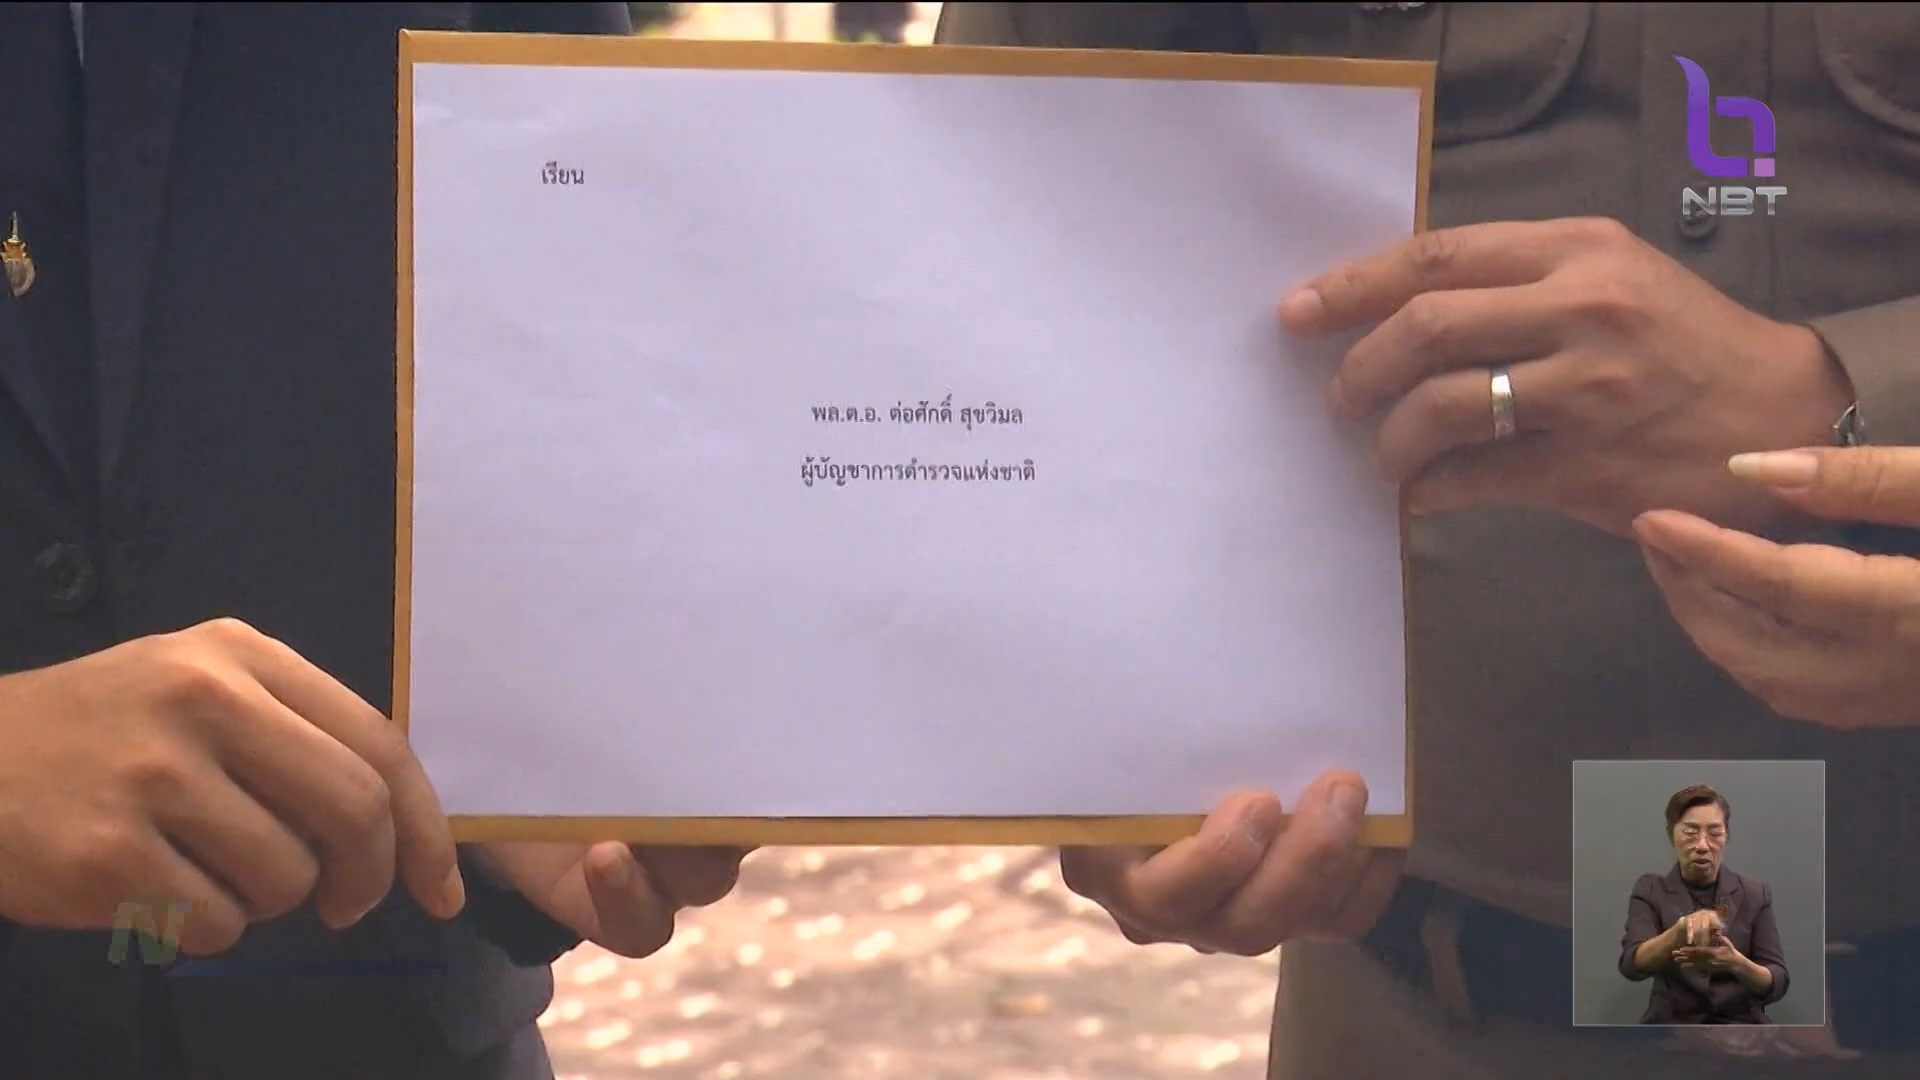 เรียน
พล.ต.อ. ต่อศักดิ์ สุขวิมล
ผู้บัญชาการตำรวจแห่งชาติ
NBT
N